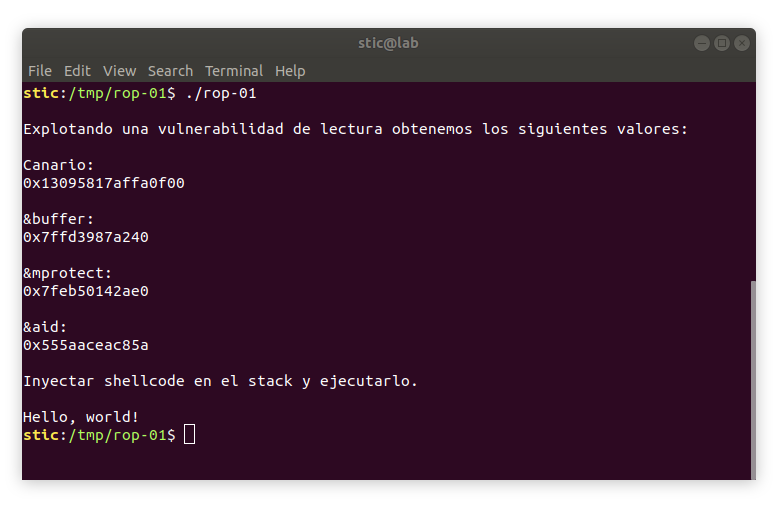 stic@lab
File Edit View Search Terminal Help
stic:/tmp/rop-01$ ./rop-01
Explotando una vulnerabilidad de lectura obtenemos los siguientes valores:
Canario:
0x13095817affa0f00
&buffer:
0x7ffd3987a240
&mprotect:
0x7feb50142ae0
&aid:
0x555aaceac85a
Inyectar shellcode en el stack y ejecutarlo.
Hello, world!
stic:/tmp/rop-01$